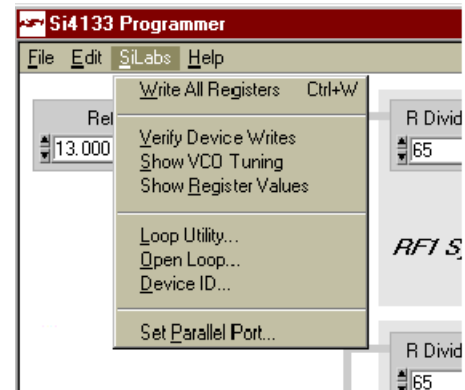 Si4133 Programmer
File Edit SiLabs Help
Write All Registers Ctrl+W
Verify Device Writes
Show VCO Tuning
Show Register Values
Loop Utility...
Open Loop...
Device ID...
Set Parallel Port...
Re
13.000
R Divid
65
RF1 S
R Divid
65